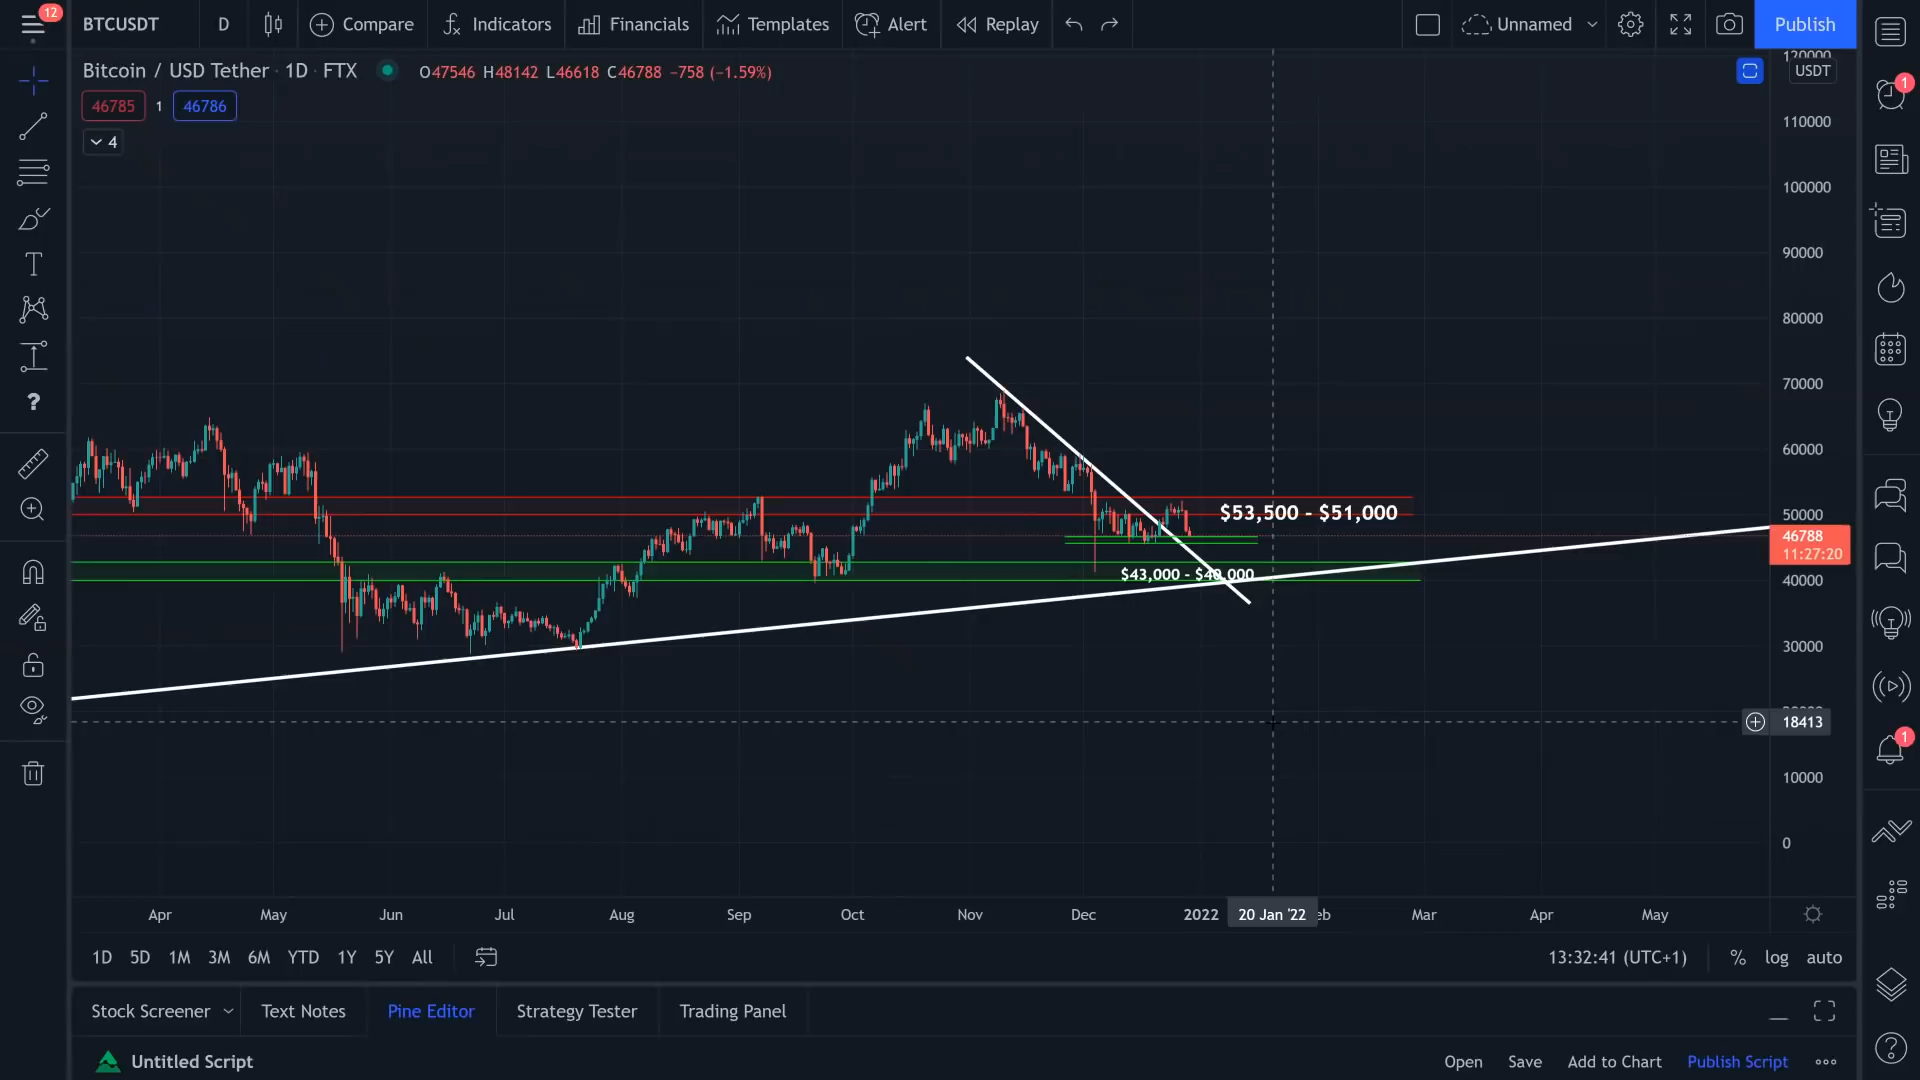 12
BTCUSDT D Compare Indicators Financials Templates Alert Replay Unnamed Publish
Bitcoin / USD Tether · 1D · FTX O47546 H48142 L46618 C46788 −758 (−1.59%)
USDT
46785 1 46786
4
1
120000
110000
100000
90000
80000
70000
60000
50000
46788
11:27:20
40000
30000
18413
10000
0
$53,500 - $51,000
$43,000 - $40,000
1
Apr May Jun Jul Aug Sep Oct Nov Dec 2022 20 Jan '22 eb Mar Apr May
1D 5D 1M 3M 6M YTD 1Y 5Y All 13:32:41 (UTC+1) % log auto
Stock Screener Text Notes Pine Editor Strategy Tester Trading Panel
Untitled Script Open Save Add to Chart Publish Script